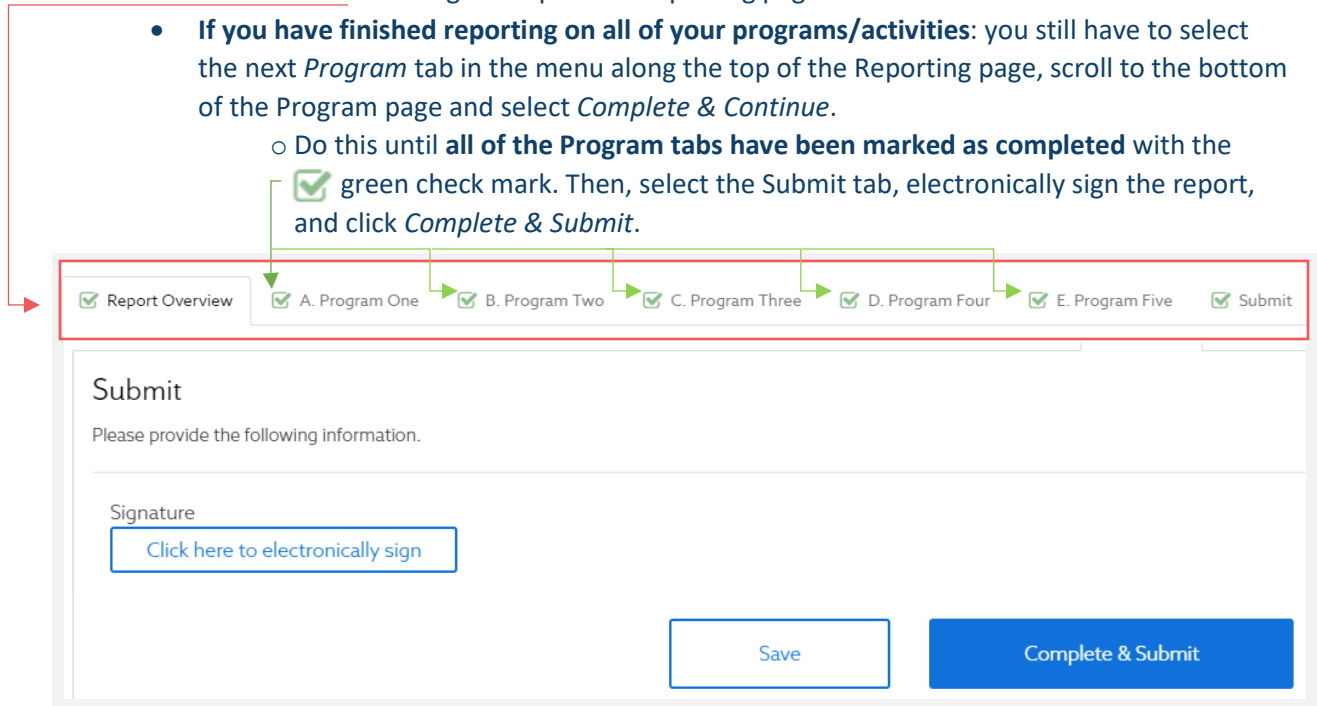 • If you have finished reporting on all of your programs/activities: you still have to select
the next Program tab in the menu along the top of the Reporting page, scroll to the bottom
of the Program page and select Complete & Continue.
o Do this until all of the Program tabs have been marked as completed with the
green check mark. Then, select the Submit tab, electronically sign the report,
and click Complete & Submit.
Report Overview A. Program One B. Program Two C. Program Three D. Program Four E. Program Five Submit
Submit
Please provide the following information.
Signature
Click here to electronically sign
Save Complete & Submit